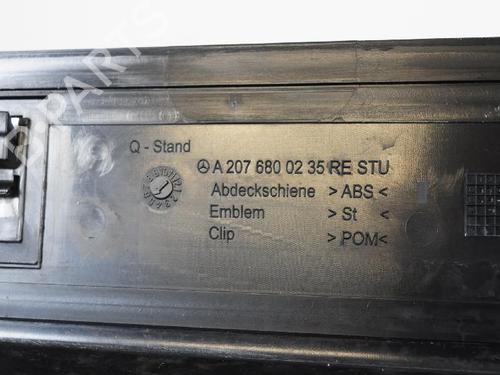 Q - Stand
A 207 680 02 35 RE STU
Abdeckschiene >ABS<
Emblem >St<
Clip >POM<